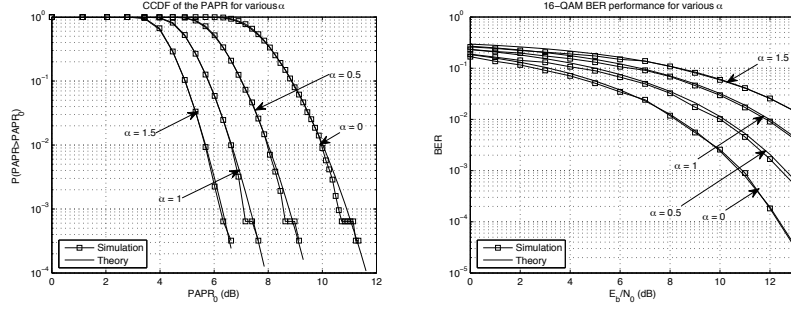 CCDF of the PAPR for various α
10⁰
10⁻¹
10⁻²
10⁻³
10⁻⁴
P(PAPR>PAPR₀)
α = 0.5
α = 0
α = 1.5
α = 1
Simulation
Theory
0 2 4 6 8 10 12
PAPR₀ (dB)
16−QAM BER performance for various α
10⁰
10⁻¹
10⁻²
10⁻³
10⁻⁴
10⁻⁵
BER
α = 1.5
α = 1
α = 0.5
α = 0
Simulation
Theory
0 2 4 6 8 10 12
E_b/N₀ (dB)